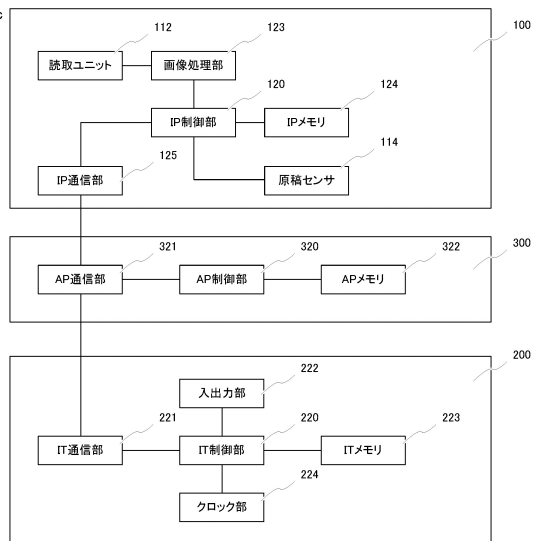 c
100
112
123
読取ユニット
画像処理部
120
124
IP制御部
IPメモリ
125
114
IP通信部
原稿センサ
300
321
320
322
AP通信部
AP制御部
APメモリ
200
222
入出力部
221
220
223
IT通信部
IT制御部
ITメモリ
224
クロック部